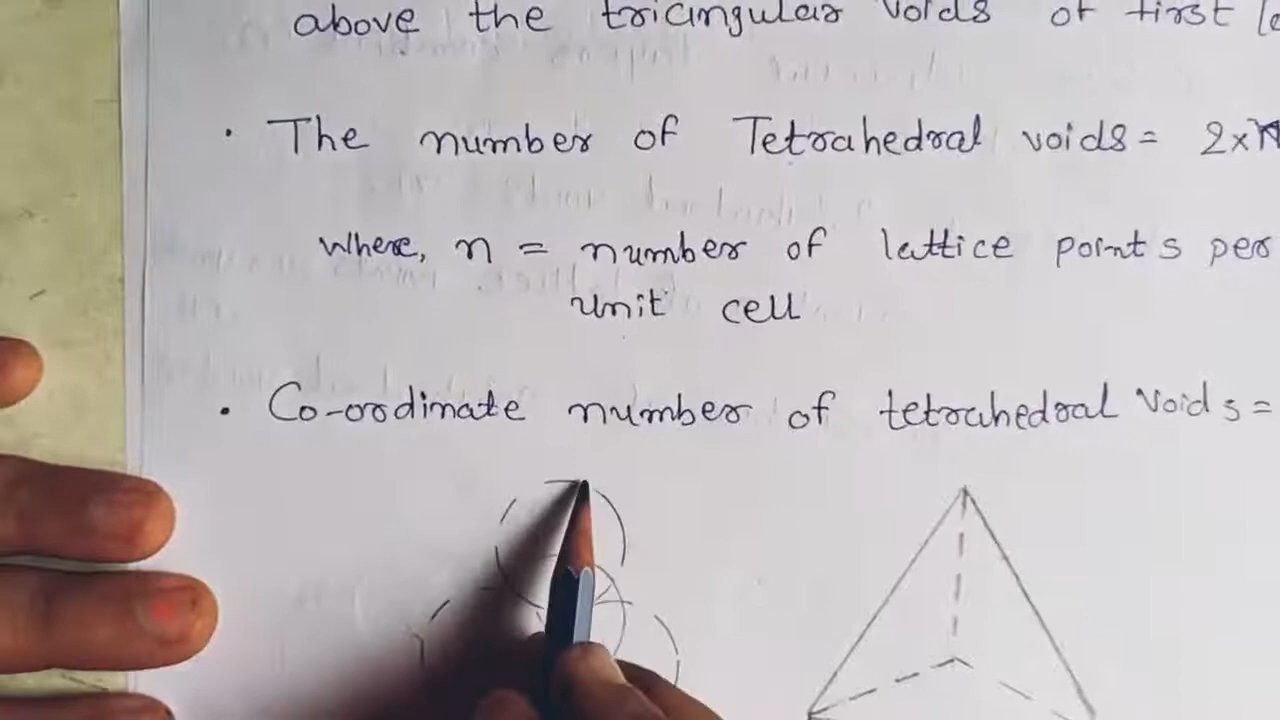 above the triangular voids of first
• The number of Tetrahedral voids = 2×
where, n = number of lattice points per
unit cell
• Co-ordinate number of tetrahedral voids =